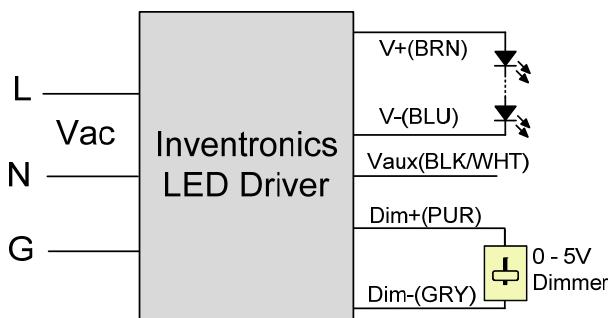 V+(BRN)
L
Vac
V-(BLU)
Inventronics
LED Driver
Vaux(BLK/WHT)
N
Dim+(PUR)
G
0 - 5V
Dimmer
Dim-(GRY)